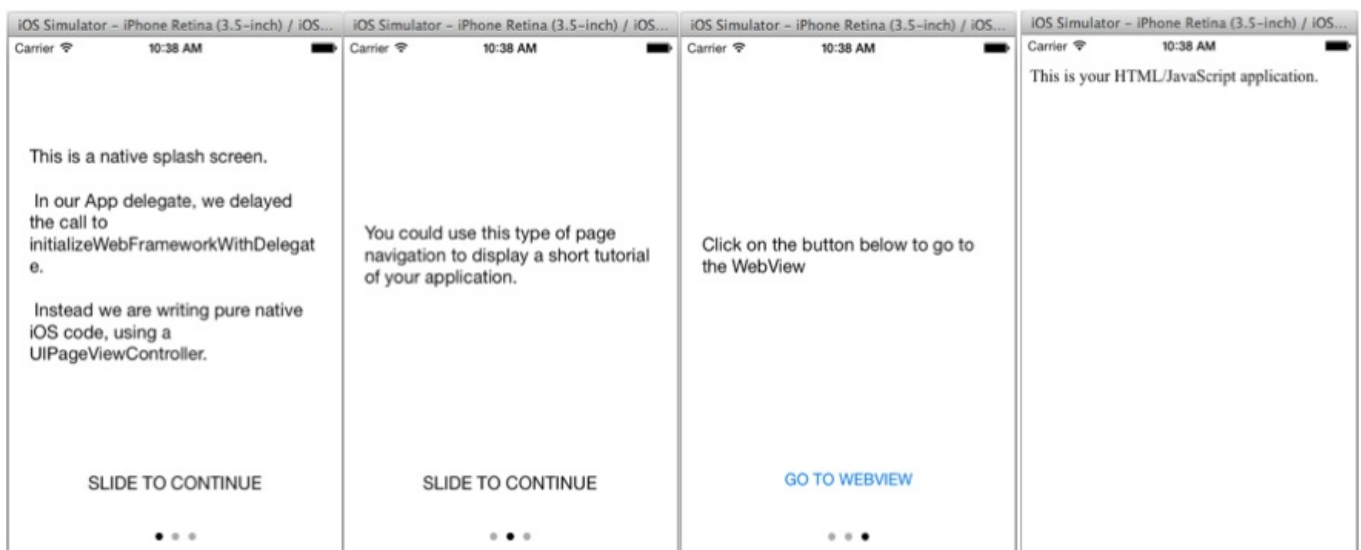 iOS Simulator – iPhone Retina (3.5-inch) / iOS...
Carrier 10:38 AM
This is a native splash screen.
In our App delegate, we delayed
the call to
initializeWebFrameworkWithDelegat
e.
Instead we are writing pure native
iOS code, using a
UIPageViewController.
SLIDE TO CONTINUE
iOS Simulator – iPhone Retina (3.5-inch) / iOS...
Carrier 10:38 AM
You could use this type of page
navigation to display a short tutorial
of your application.
SLIDE TO CONTINUE
iOS Simulator – iPhone Retina (3.5-inch) / iOS...
Carrier 10:38 AM
Click on the button below to go to
the WebView
GO TO WEBVIEW
iOS Simulator – iPhone Retina (3.5-inch) / iOS...
Carrier 10:38 AM
This is your HTML/JavaScript application.